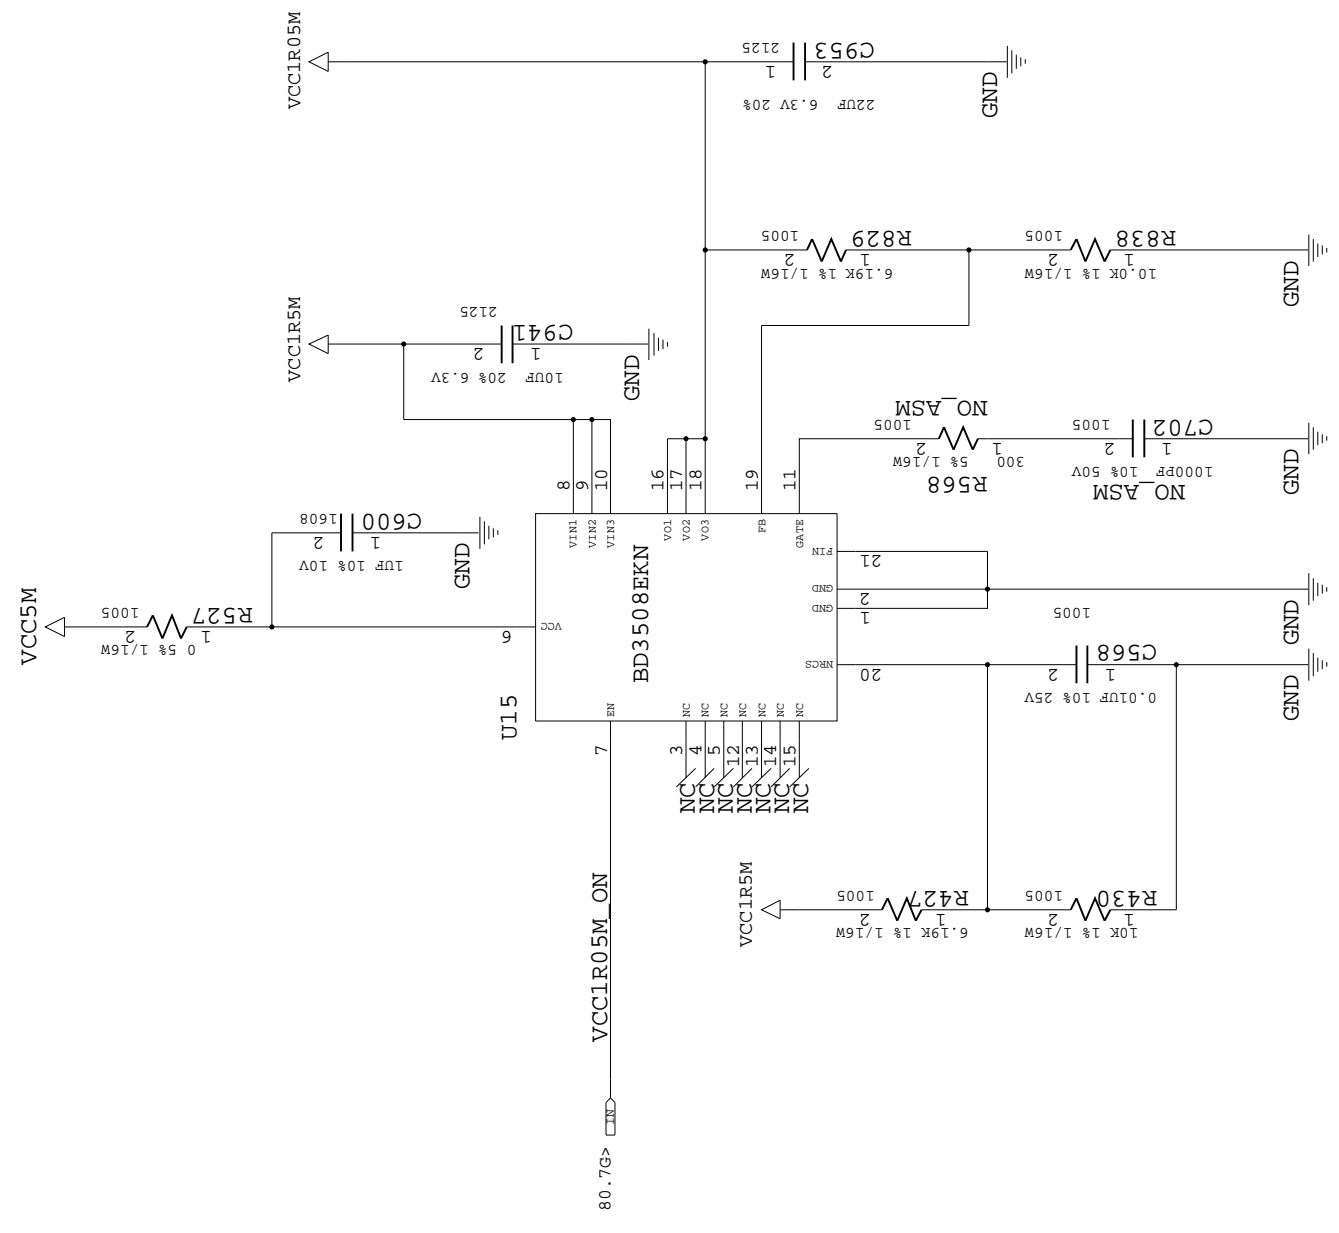 VCC1R05M
2125
C953
1
2
22UF 6.3V 20%
GND
1005
R829
2
1
6.19K 1% 1/16W
1005
R838
2
1
10.0K 1% 1/16W
GND
VCC1R5M
2125
C941
2
1
10UF 20% 6.3V
GND
NO_ASM
1005
2
1
300 5% 1/16W
R568
1005
C702
2
1
1000PF 10% 50V
NO_ASM
GND
8
9
10
16
17
18
19
11
VIN1
VIN2
VIN3
VO1
VO2
VO3
FB
GATE
1608
C600
2
1
1UF 10% 10V
GND
VCC5M
1005
R527
2
1
0 5% 1/16W
6
VCC
BD3508EKN
U15
FIN
21
GND
2
GND
1
GND
NRCS
20
1005
C568
2
1
0.01UF 10% 25V
GND
EN
NC
NC
NC
NC
NC
NC
NC
7
3
4
5
12
13
14
15
NC
NC
NC
NC
NC
NC
NC
VCC1R05M_ON
IN
80.7G>
VCC1R5M
1005
R427
2
1
6.19K 1% 1/16W
1005
R430
2
1
10K 1% 1/16W